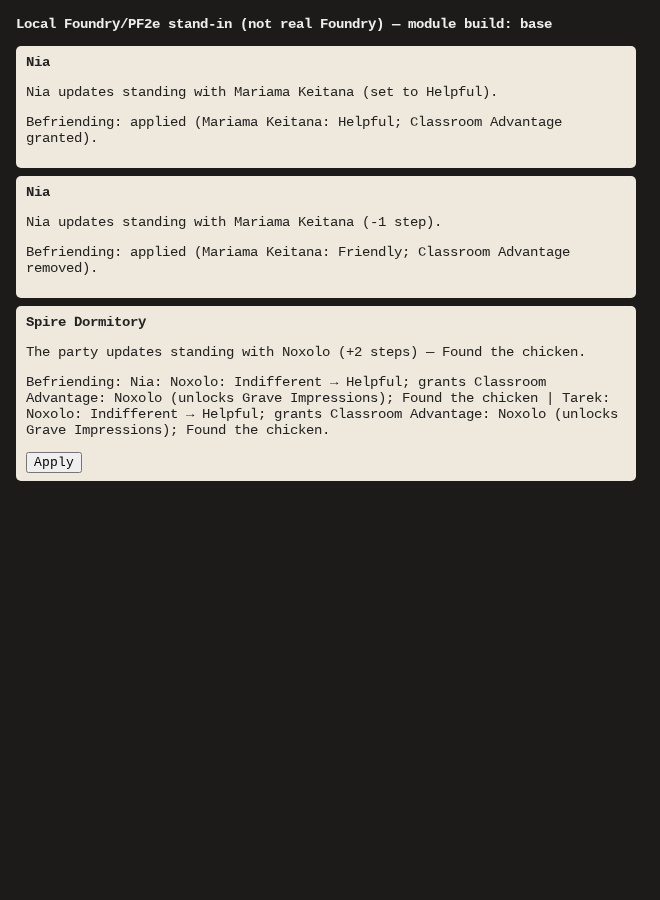 Local Foundry/PF2e stand-in (not real Foundry) — module build: base
Nia
Nia updates standing with Mariama Keitana (set to Helpful).
Befriending: applied (Mariama Keitana: Helpful; Classroom Advantage
granted).
Nia
Nia updates standing with Mariama Keitana (-1 step).
Befriending: applied (Mariama Keitana: Friendly; Classroom Advantage
removed).
Spire Dormitory
The party updates standing with Noxolo (+2 steps) — Found the chicken.
Befriending: Nia: Noxolo: Indifferent → Helpful; grants Classroom
Advantage: Noxolo (unlocks Grave Impressions); Found the chicken | Tarek:
Noxolo: Indifferent → Helpful; grants Classroom Advantage: Noxolo (unlocks
Grave Impressions); Found the chicken.
Apply